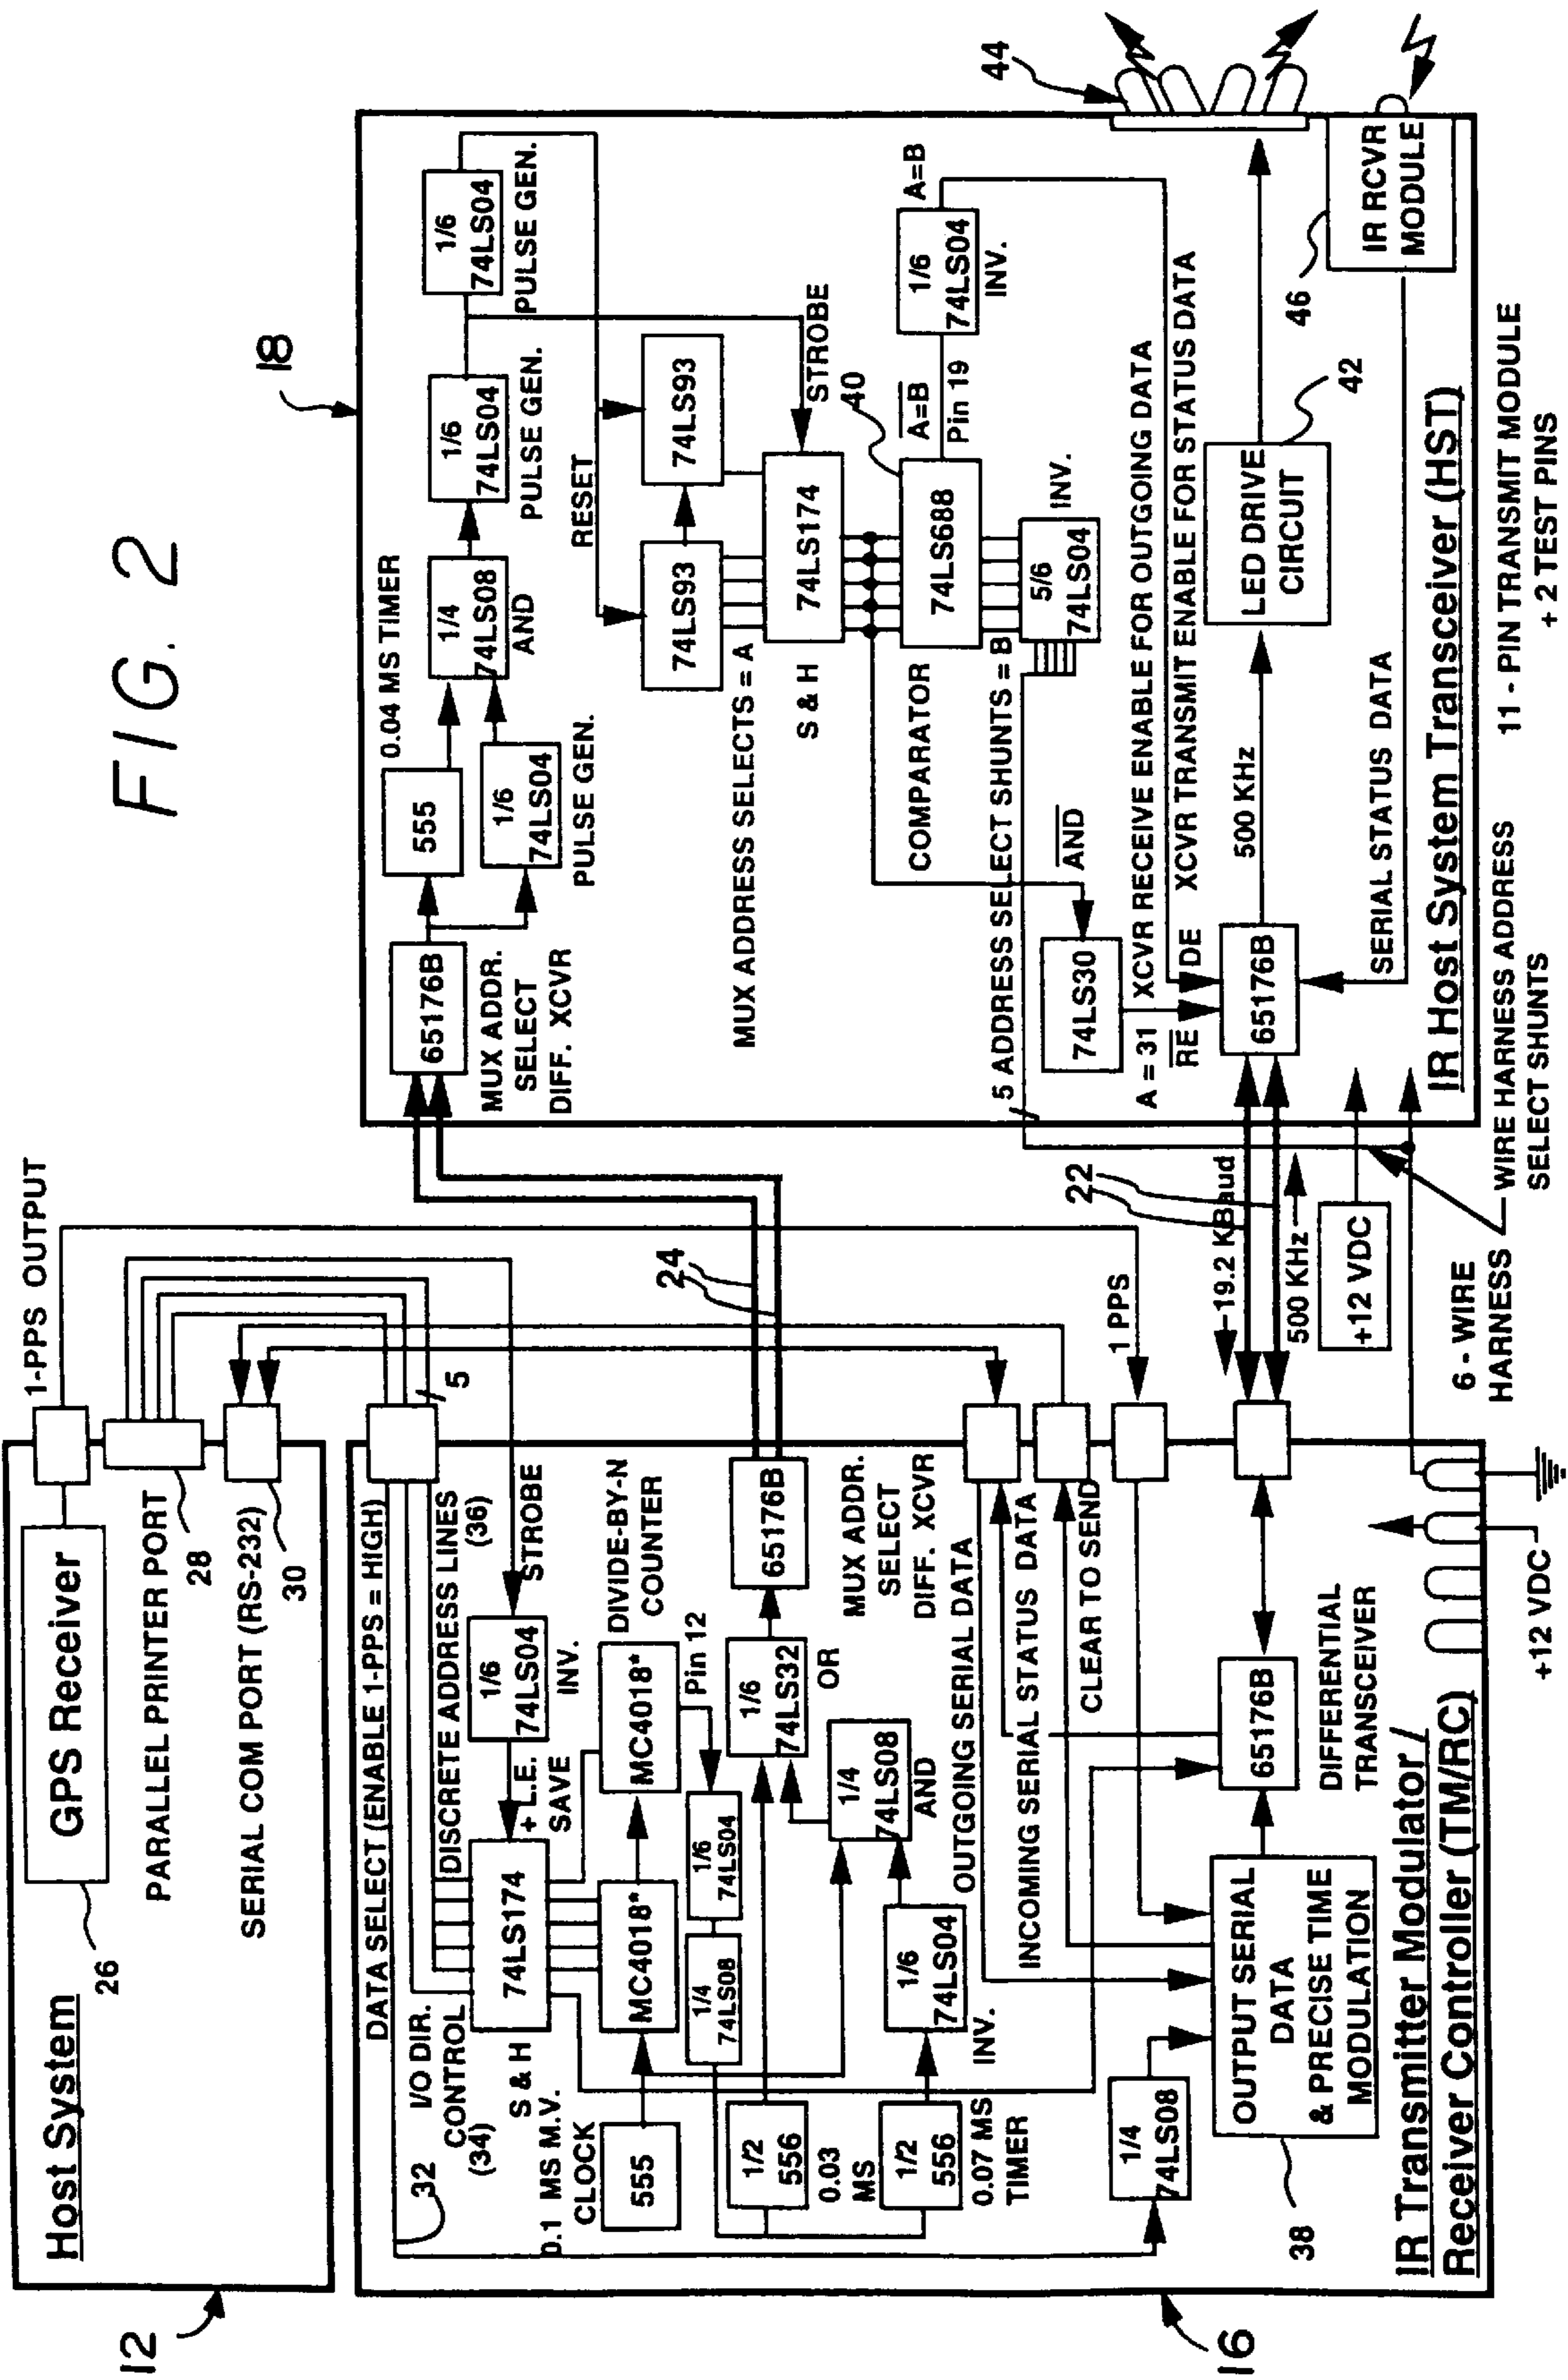 FIG. 2
12
Host System
26
GPS Receiver
1-PPS OUTPUT
PARALLEL PRINTER PORT
28
SERIAL COM PORT (RS-232)
30
16
32
DATA SELECT (ENABLE 1-PPS = HIGH)
5
I/O DIR.
CONTROL
(34)
DISCRETE ADDRESS LINES
(36)
74LS174
S & H
+ L.E.
SAVE
1/6
74LS04
INV.
STROBE
0.1 MS M.V.
CLOCK
555
MC4018*
MC4018*
DIVIDE-BY-N
COUNTER
Pin 12
1/4
74LS08
1/6
74LS04
1/2
556
0.03
MS
1/6
74LS32
OR
65176B
MUX ADDR.
SELECT
DIFF. XCVR
24
1/2
556
0.07 MS
TIMER
1/6
74LS04
INV.
1/4
74LS08
AND
OUTGOING SERIAL DATA
INCOMING SERIAL STATUS DATA
CLEAR TO SEND
1 PPS
1/4
74LS08
38
OUTPUT SERIAL
DATA
& PRECISE TIME
MODULATION
65176B
DIFFERENTIAL
TRANSCEIVER
IR Transmitter Modulator /
Receiver Controller (TM/RC)
+12 VDC
19.2 KBaud
22
500 KHz
+12 VDC
6 - WIRE
HARNESS
WIRE HARNESS ADDRESS
SELECT SHUNTS
18
65176B
MUX ADDR.
SELECT
DIFF. XCVR
555
0.04 MS TIMER
1/6
74LS04
PULSE GEN.
1/4
74LS08
AND
1/6
74LS04
PULSE GEN.
1/6
74LS04
PULSE GEN.
RESET
74LS93
74LS93
MUX ADDRESS SELECTS = A
STROBE
74LS174
S & H
40
COMPARATOR
74LS688
A=B
Pin 19
1/6
74LS04
INV.
A=B
5 ADDRESS SELECT SHUNTS = B
5/6
74LS04
INV.
AND
74LS30
A = 31
XCVR RECEIVE ENABLE FOR OUTGOING DATA
RE
DE
XCVR TRANSMIT ENABLE FOR STATUS DATA
65176B
500 KHz
LED DRIVE
CIRCUIT
42
44
46
IR RCVR
MODULE
SERIAL STATUS DATA
IR Host System Transceiver (HST)
11 - PIN TRANSMIT MODULE
+ 2 TEST PINS